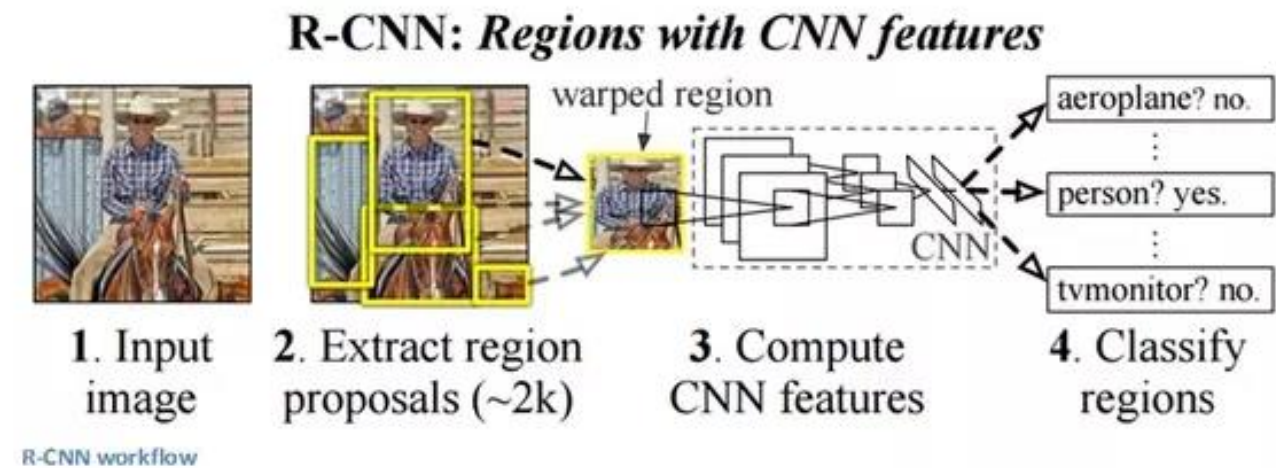 R-CNN: Regions with CNN features
warped region
aeroplane? no.
person? yes.
tvmonitor? no.
CNN
1. Input
image
2. Extract region
proposals (~2k)
3. Compute
CNN features
4. Classify
regions
R-CNN workflow